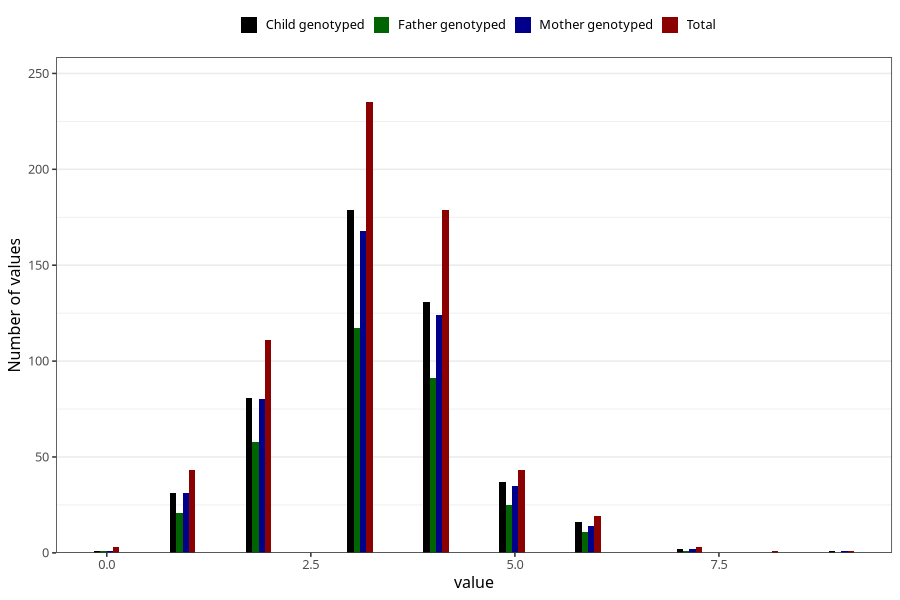 Child genotyped Father genotyped Mother genotyped Total
250
200
150
100
50
0
Number of values
0.0 2.5 5.0 7.5
value